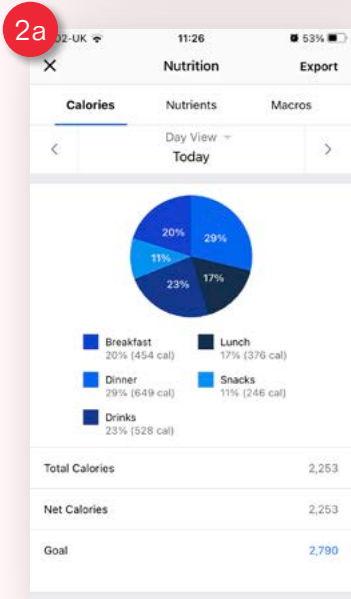 2a
O2-UK 11:26 53%
Nutrition Export
Calories Nutrients Macros
Day View
Today
20%
29%
11%
17%
23%
Breakfast Lunch
20% (454 cal) 17% (376 cal)
Dinner Snacks
29% (649 cal) 11% (246 cal)
Drinks
23% (528 cal)
Total Calories 2,253
Net Calories 2,253
Goal 2,790